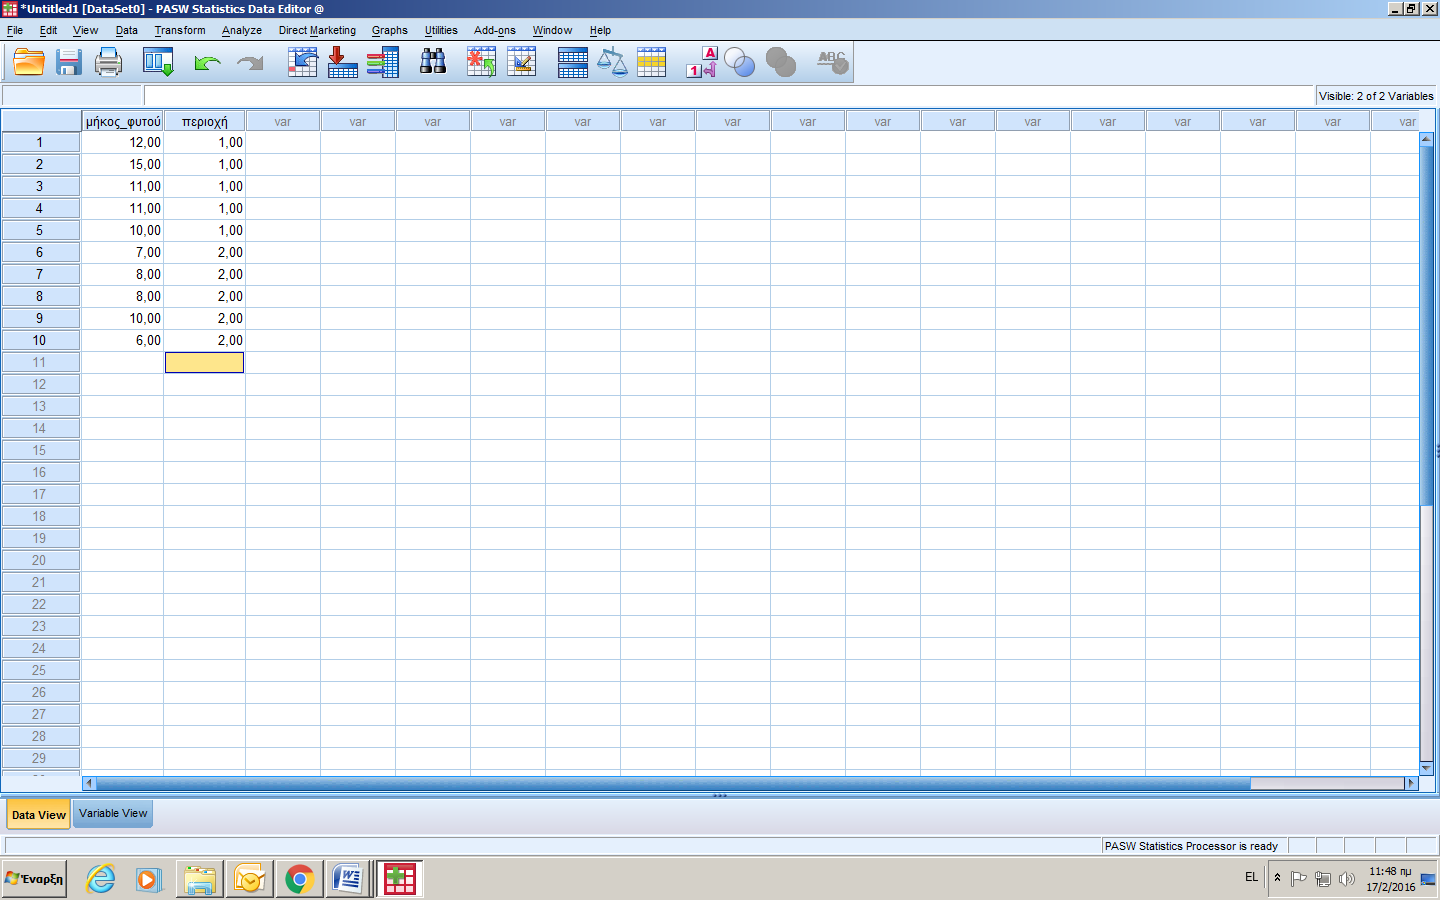 *Untitled1 [DataSet0] - PASW Statistics Data Editor @
File Edit View Data Transform Analyze Direct Marketing Graphs Utilities Add-ons Window Help
A
1
ABC
Visible: 2 of 2 Variables
μήκος_φυτού περιοχή var var var var var var var var var var var var var var var var
1 12,00 1,00
2 15,00 1,00
3 11,00 1,00
4 11,00 1,00
5 10,00 1,00
6 7,00 2,00
7 8,00 2,00
8 8,00 2,00
9 10,00 2,00
10 6,00 2,00
11
12
13
14
15
16
17
18
19
20
21
22
23
24
25
26
27
28
29
Data View Variable View
PASW Statistics Processor is ready
Έναρξη EL 11:48 πμ
17/2/2016